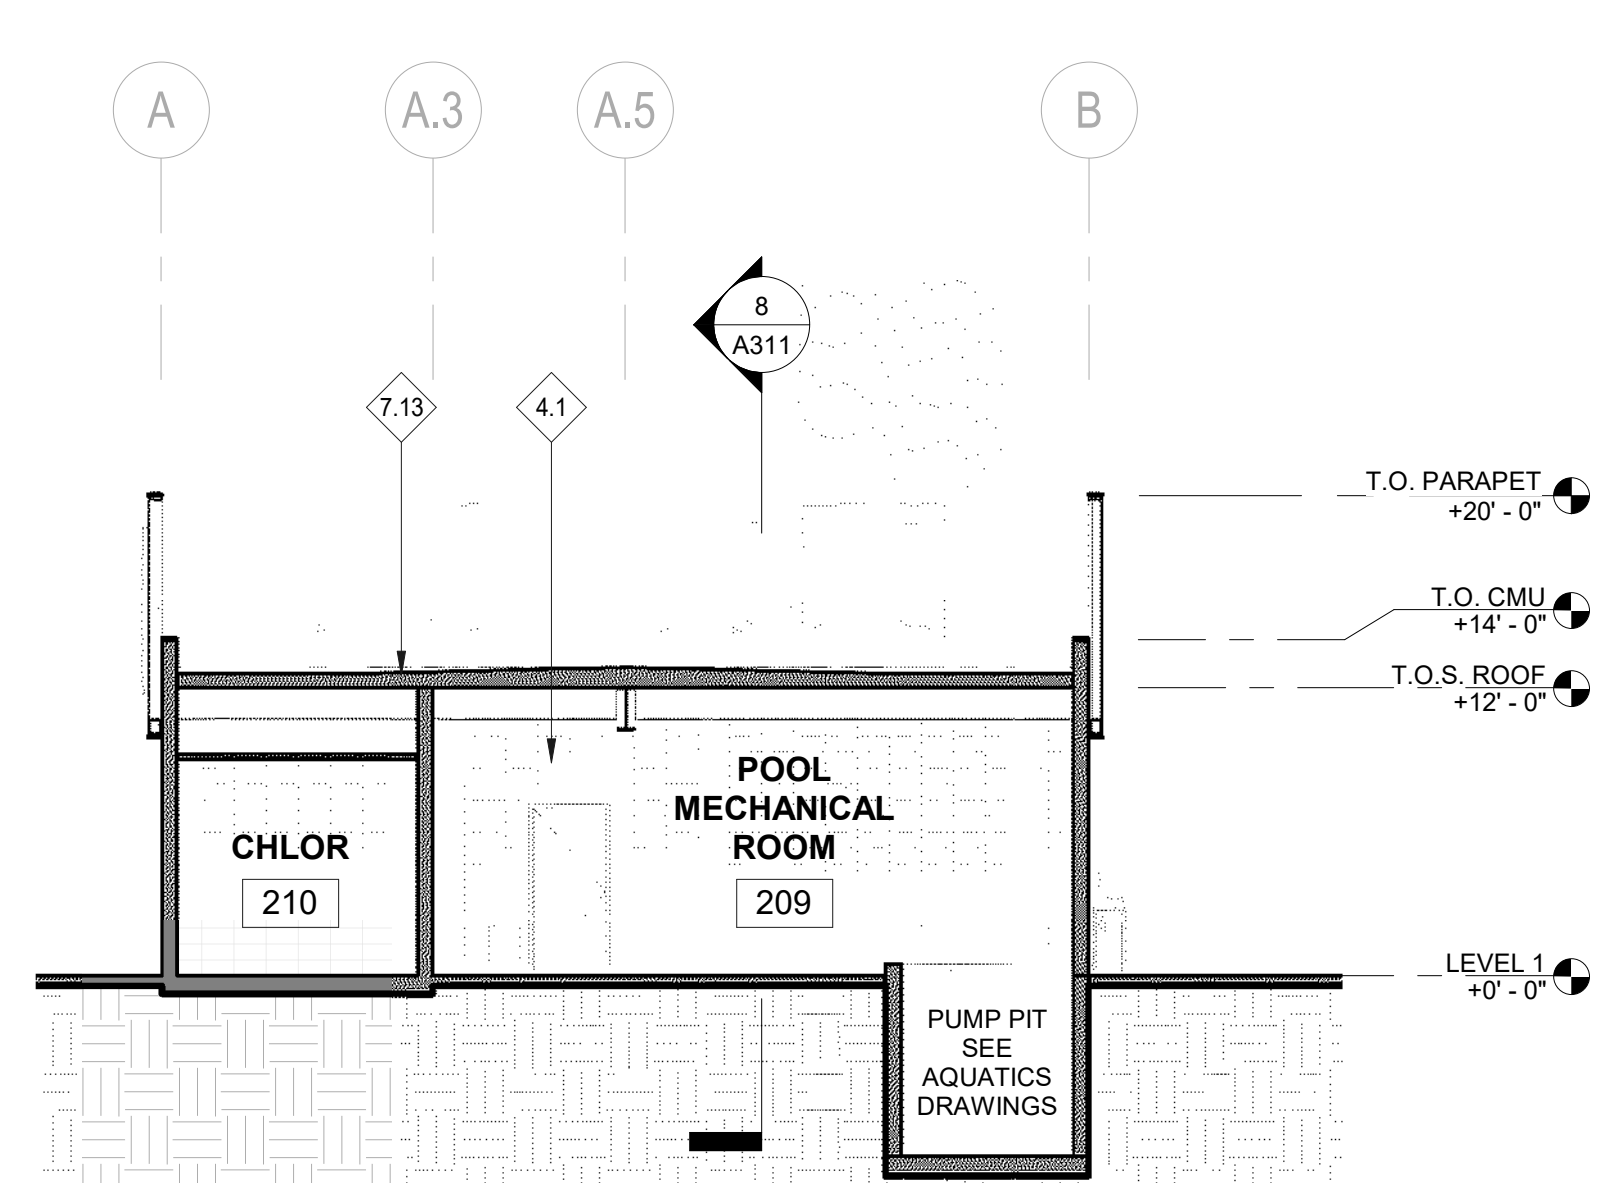 A
A.3
A.5
B
8
A311
7.13
4.1
T.O. PARAPET
+20' - 0"
T.O. CMU
+14' - 0"
T.O.S. ROOF
+12' - 0"
POOL
MECHANICAL
ROOM
209
CHLOR
210
LEVEL 1
+0' - 0"
PUMP PIT
SEE
AQUATICS
DRAWINGS